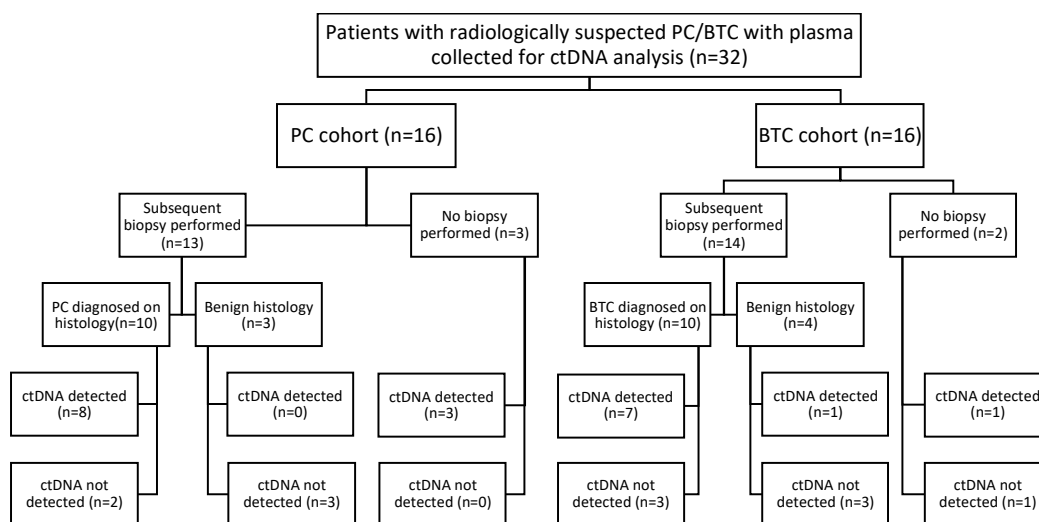 Patients with radiologically suspected PC/BTC with plasma
collected for ctDNA analysis (n=32)
PC cohort (n=16)
BTC cohort (n=16)
Subsequent
biopsy performed
(n=13)
No biopsy
performed (n=3)
Subsequent
biopsy performed
(n=14)
No biopsy
performed (n=2)
PC diagnosed on
histology(n=10)
Benign histology
(n=3)
BTC diagnosed on
histology (n=10)
Benign histology
(n=4)
ctDNA detected
(n=8)
ctDNA detected
(n=0)
ctDNA detected
(n=3)
ctDNA detected
(n=7)
ctDNA detected
(n=1)
ctDNA detected
(n=1)
ctDNA not
detected (n=2)
ctDNA not
detected (n=3)
ctDNA not
detected (n=0)
ctDNA not
detected (n=3)
ctDNA not
detected (n=3)
ctDNA not
detected (n=1)